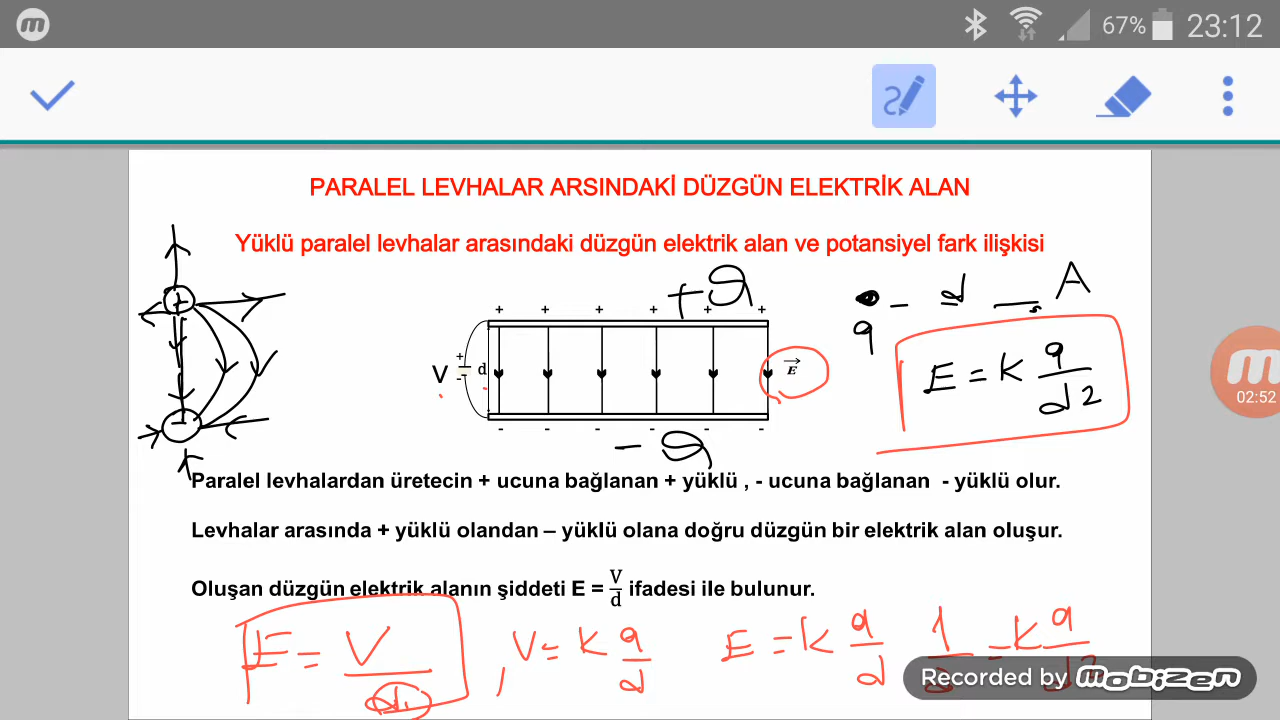 67% 23:12
PARALEL LEVHALAR ARSINDAKİ DÜZGÜN ELEKTRİK ALAN
Yüklü paralel levhalar arasındaki düzgün elektrik alan ve potansiyel fark ilişkisi
+ + + + + +
d A
q
V + - d E
E = K q/d2
02:52
- - - - - -
Paralel levhalardan üretecin + ucuna bağlanan + yüklü , - ucuna bağlanan - yüklü olur.
Levhalar arasında + yüklü olandan – yüklü olana doğru düzgün bir elektrik alan oluşur.
Oluşan düzgün elektrik alanın şiddeti E = V/d ifadesi ile bulunur.
E = V/d , V = K q/d E = K q/d 1/d = K q/d2
Recorded by mobizen